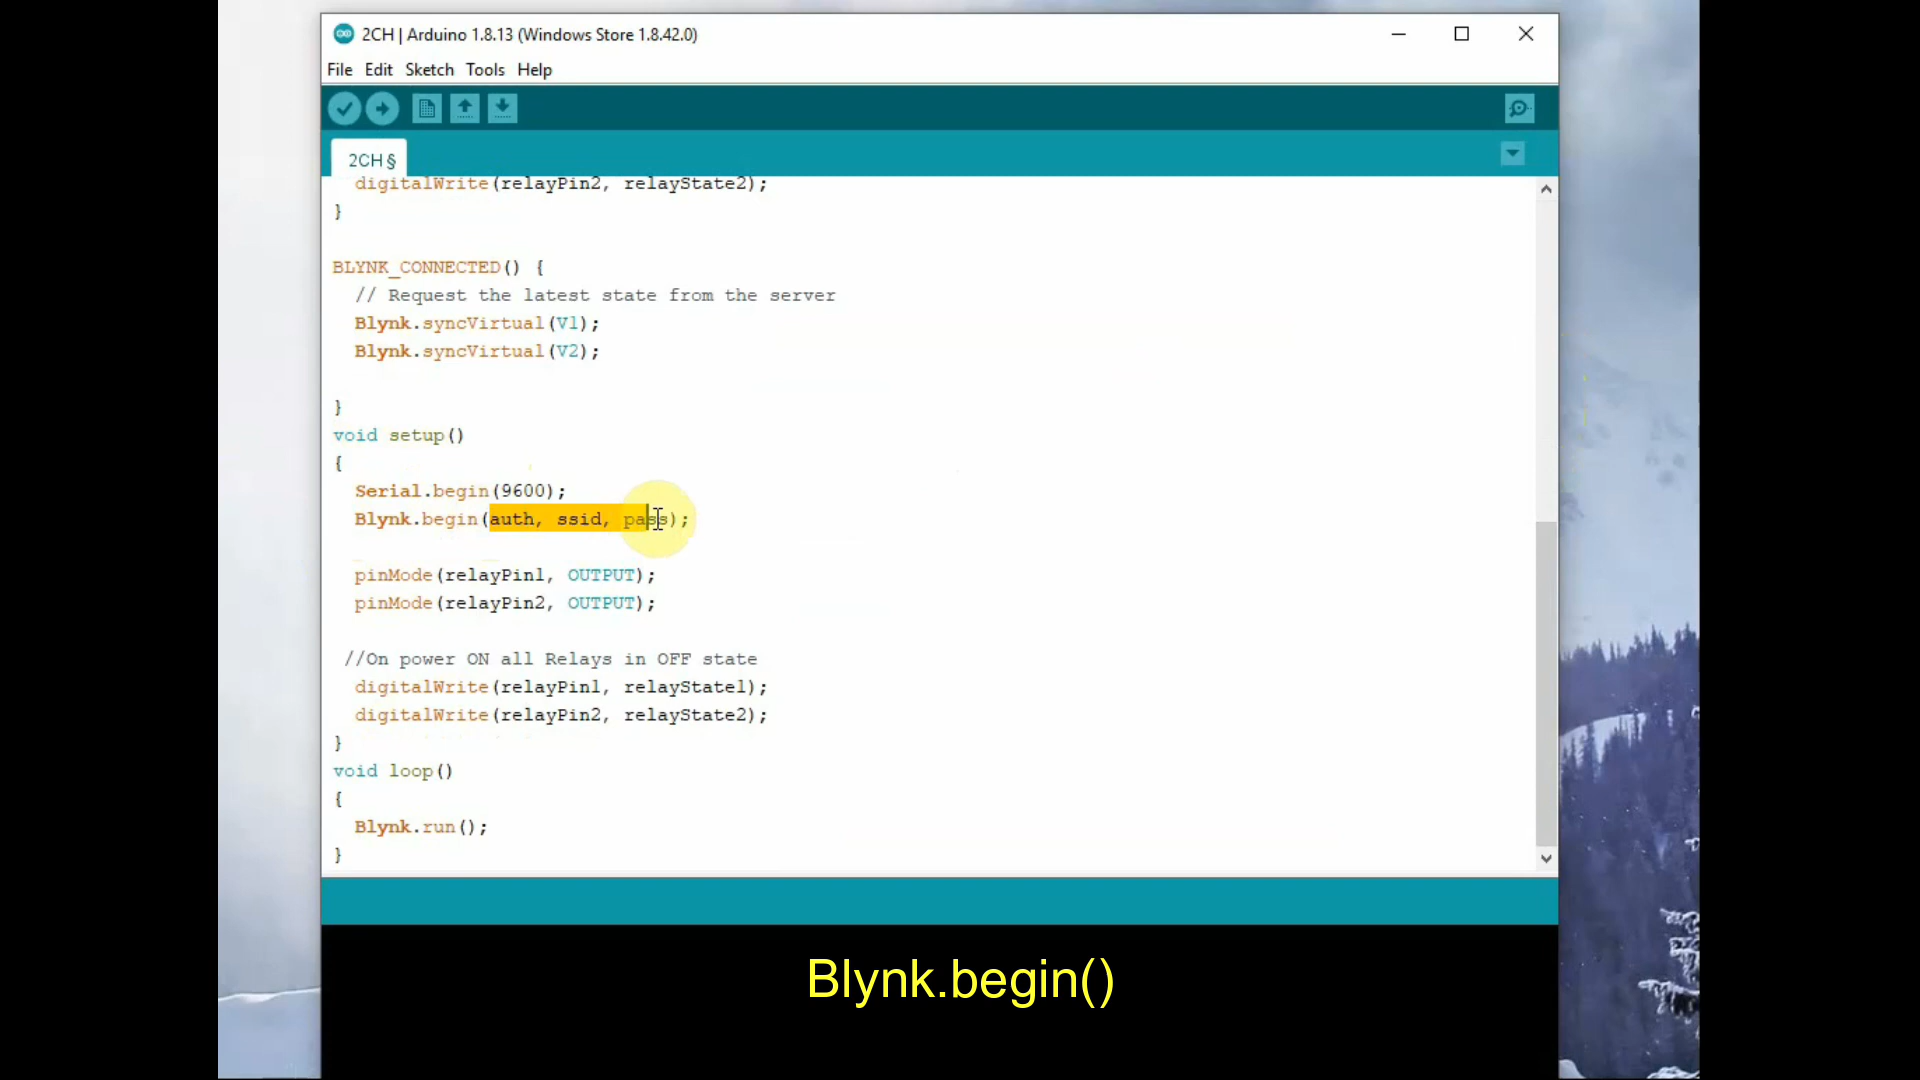 2CH | Arduino 1.8.13 (Windows Store 1.8.42.0)
File Edit Sketch Tools Help
2CH §
digitalWrite(relayPin2, relayState2);
}
BLYNK_CONNECTED() {
// Request the latest state from the server
Blynk.syncVirtual(V1);
Blynk.syncVirtual(V2);
}
void setup()
{
Serial.begin(9600);
Blynk.begin(auth, ssid, pass);
pinMode(relayPin1, OUTPUT);
pinMode(relayPin2, OUTPUT);
//On power ON all Relays in OFF state
digitalWrite(relayPin1, relayState1);
digitalWrite(relayPin2, relayState2);
}
void loop()
{
Blynk.run();
}
Blynk.begin()